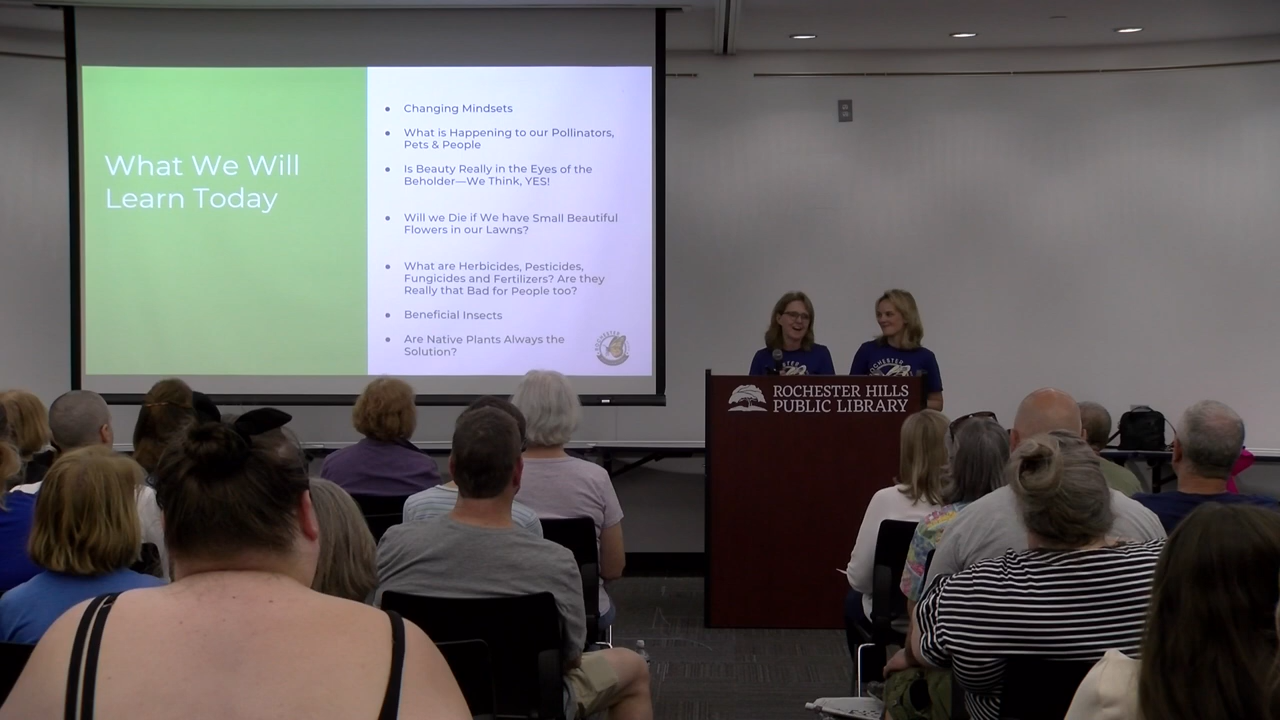 What We Will
Learn Today
• Changing Mindsets
• What is Happening to our Pollinators,
Pets & People
• Is Beauty Really in the Eyes of the
Beholder—We Think, YES!
• Will we Die if We have Small Beautiful
Flowers in our Lawns?
• What are Herbicides, Pesticides,
Fungicides and Fertilizers? Are they
Really that Bad for People too?
• Beneficial Insects
• Are Native Plants Always the
Solution?
ROCHESTER
ROCHESTER
ROCHESTER
ROCHESTER HILLS
PUBLIC LIBRARY